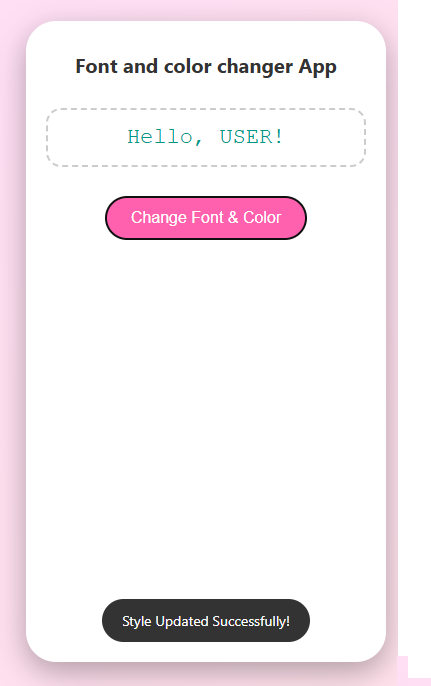 Font and color changer App
Hello, USER!
Change Font & Color
Style Updated Successfully!